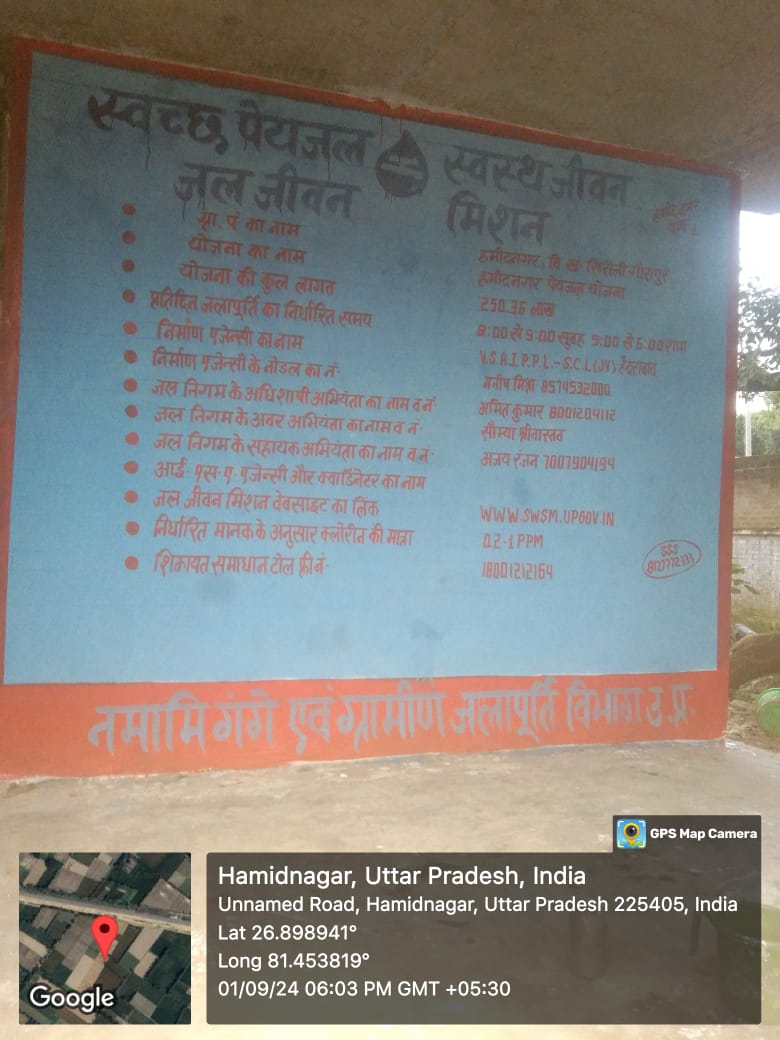 स्वच्छ पेयजल स्वस्थ जीवन
जल जीवन मिशन
हमीदनगर
ग्रा. पं. का नाम हमीदनगर, वि. ख. सिरौली गौसपुर
योजना का नाम हमीदनगर पेयजल योजना
योजना की कुल लागत 250.36 लाख
प्रतिदिन जलापूर्ति का निर्धारित समय 8:00 से 9:00 सुबह 5:00 से 6:00 शाम
निर्माण एजेन्सी का नाम V.S.A.I.P.P.L.-S.C.L(JV) हैदराबाद
निर्माण एजेन्सी के नोडल का नं. मनीष मिश्रा 8574532000
जल निगम के अधिशाषी अभियंता का नाम व नं. अमित कुमार 8001204112
जल निगम के अवर अभियंता का नाम व नं. सौम्या श्रीवास्तव
जल निगम के सहायक अभियंता का नाम व नं. अजय रंजन 7007904194
आई. एस. ए. एजेन्सी और क्वार्डिनेटर का नाम
जल जीवन मिशन वेबसाइट का लिंक WWW.SWSM.UPGOV.IN
निर्धारित मानक के अनुसार क्लोरीन की मात्रा 0.2-1 PPM
शिकायत समाधान टोल फ्री नं. 18001212164
SSS
8127772333
नमामि गंगे एवं ग्रामीण जलापूर्ति विभाग उ.प्र.
GPS Map Camera
Hamidnagar, Uttar Pradesh, India
Unnamed Road, Hamidnagar, Uttar Pradesh 225405, India
Lat 26.898941°
Long 81.453819°
01/09/24 06:03 PM GMT +05:30
Google